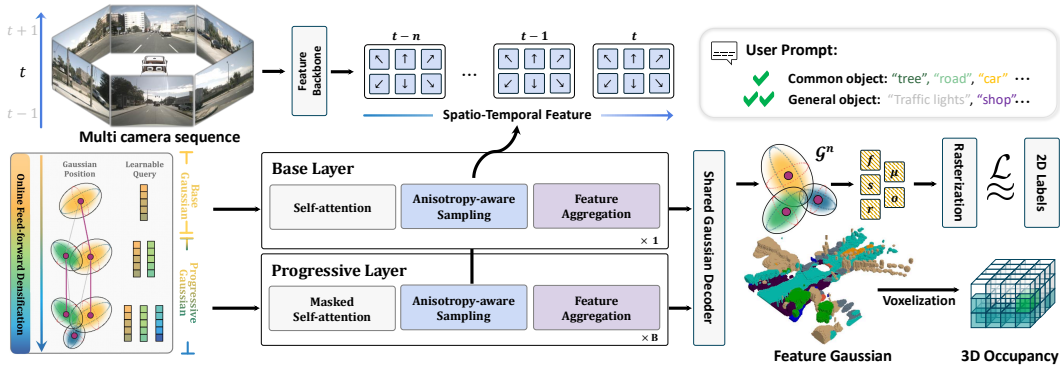 t + 1
t
t − 1
Multi camera sequence
Feature
Backbone
t − n
t − 1
t
...
Spatio-Temporal Feature
User Prompt:
Common object: “tree”, “road”, “car” ...
General object: “Traffic lights”, “shop”...
Online Feed-forward Densification
Gaussian
Position
Learnable
Query
Base
Gaussian
Progressive
Gaussian
Base Layer
Self-attention
Anisotropy-aware
Sampling
Feature
Aggregation
× 1
Progressive Layer
Masked
Self-attention
Anisotropy-aware
Sampling
Feature
Aggregation
× B
Shared Gaussian Decoder
𝒢ⁿ
f
μ
s
o
r
Rasterization
ℒ
2D Labels
Feature Gaussian
Voxelization
3D Occupancy